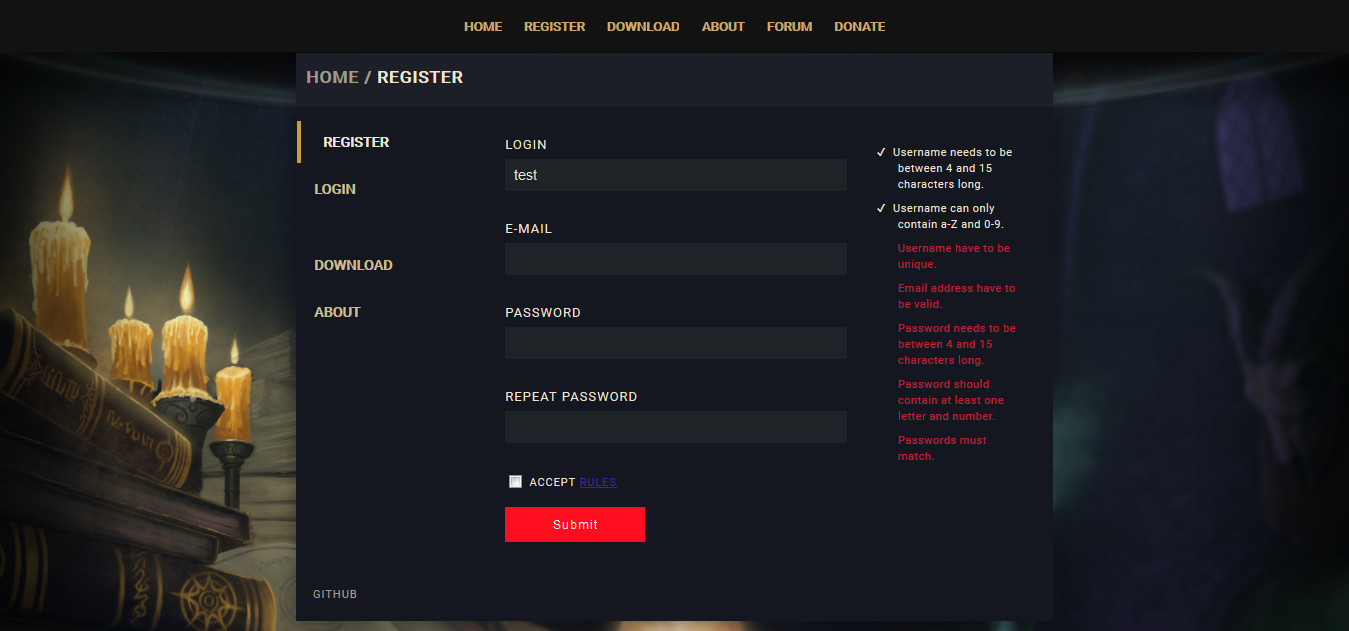 HOME REGISTER DOWNLOAD ABOUT FORUM DONATE
HOME / REGISTER
REGISTER
LOGIN
DOWNLOAD
ABOUT
LOGIN
test
E-MAIL
PASSWORD
REPEAT PASSWORD
ACCEPT RULES
Submit
✓ Username needs to be
between 4 and 15
characters long.
✓ Username can only
contain a-Z and 0-9.
Username have to be
unique.
Email address have to
be valid.
Password needs to be
between 4 and 15
characters long.
Password should
contain at least one
letter and number.
Passwords must
match.
GITHUB